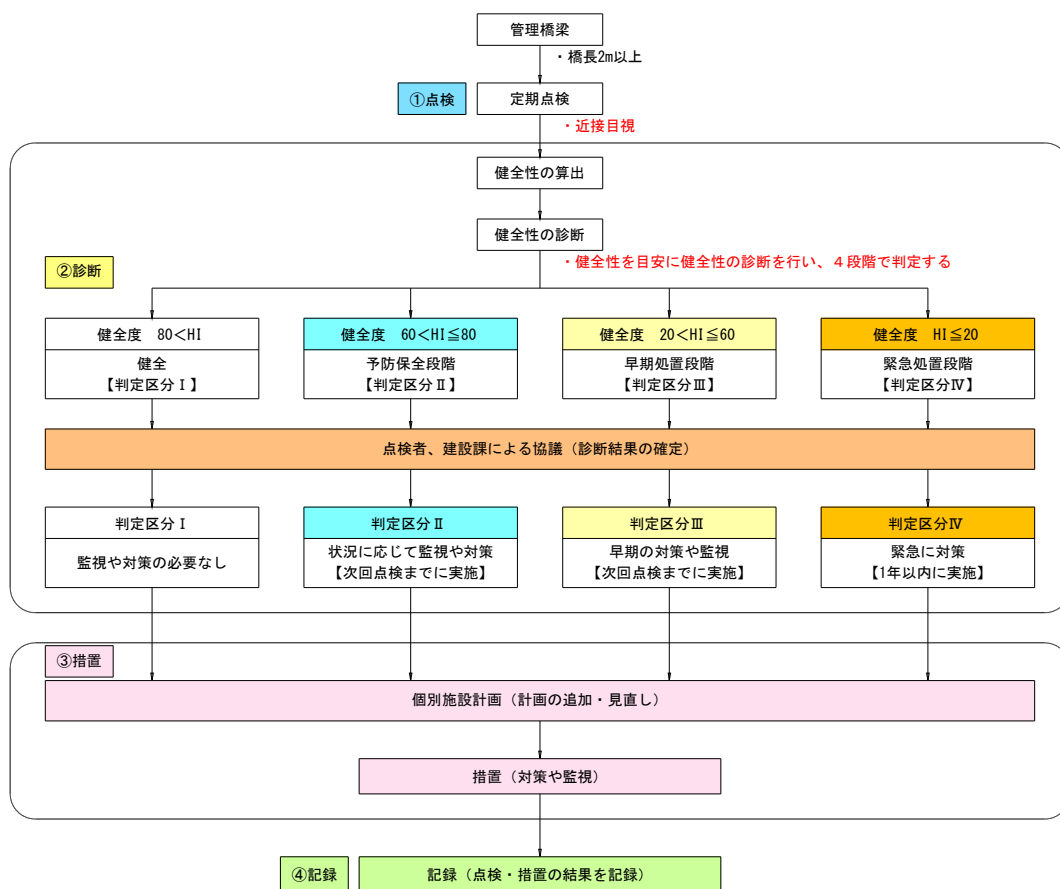 管理橋梁
・橋長2m以上
①点検
定期点検
・近接目視
健全性の算出
健全性の診断
②診断
・健全性を目安に健全性の診断を行い、４段階で判定する
健全度　80＜HI
健全
【判定区分Ⅰ】
健全度　60＜HI≦80
予防保全段階
【判定区分Ⅱ】
健全度　20＜HI≦60
早期処置段階
【判定区分Ⅲ】
健全度　HI≦20
緊急処置段階
【判定区分Ⅳ】
点検者、建設課による協議（診断結果の確定）
判定区分Ⅰ
監視や対策の必要なし
判定区分Ⅱ
状況に応じて監視や対策
【次回点検までに実施】
判定区分Ⅲ
早期の対策や監視
【次回点検までに実施】
判定区分Ⅳ
緊急に対策
【1年以内に実施】
③措置
個別施設計画（計画の追加・見直し）
措置（対策や監視）
④記録
記録（点検・措置の結果を記録）